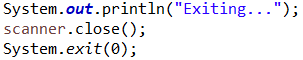 System.out.println("Exiting...");
scanner.close();
System.exit(0);